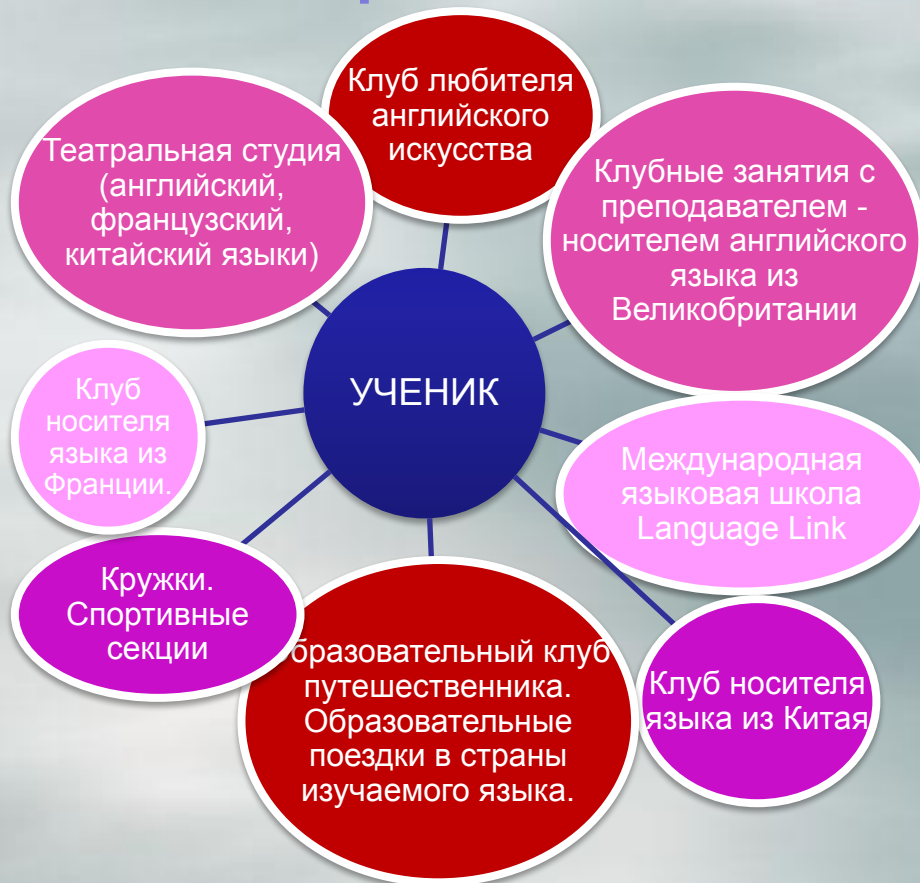 Клуб любителя
английского
искусства
Театральная студия
(английский,
французский,
китайский языки)
Клубные занятия с
преподавателем -
носителем английского
языка из
Великобритании
УЧЕНИК
Клуб
носителя
языка из
Франции.
Международная
языковая школа
Language Link
Кружки.
Спортивные
секции
бразовательный клуб
путешественника.
Образовательные
поездки в страны
изучаемого языка.
Клуб носителя
языка из Китая